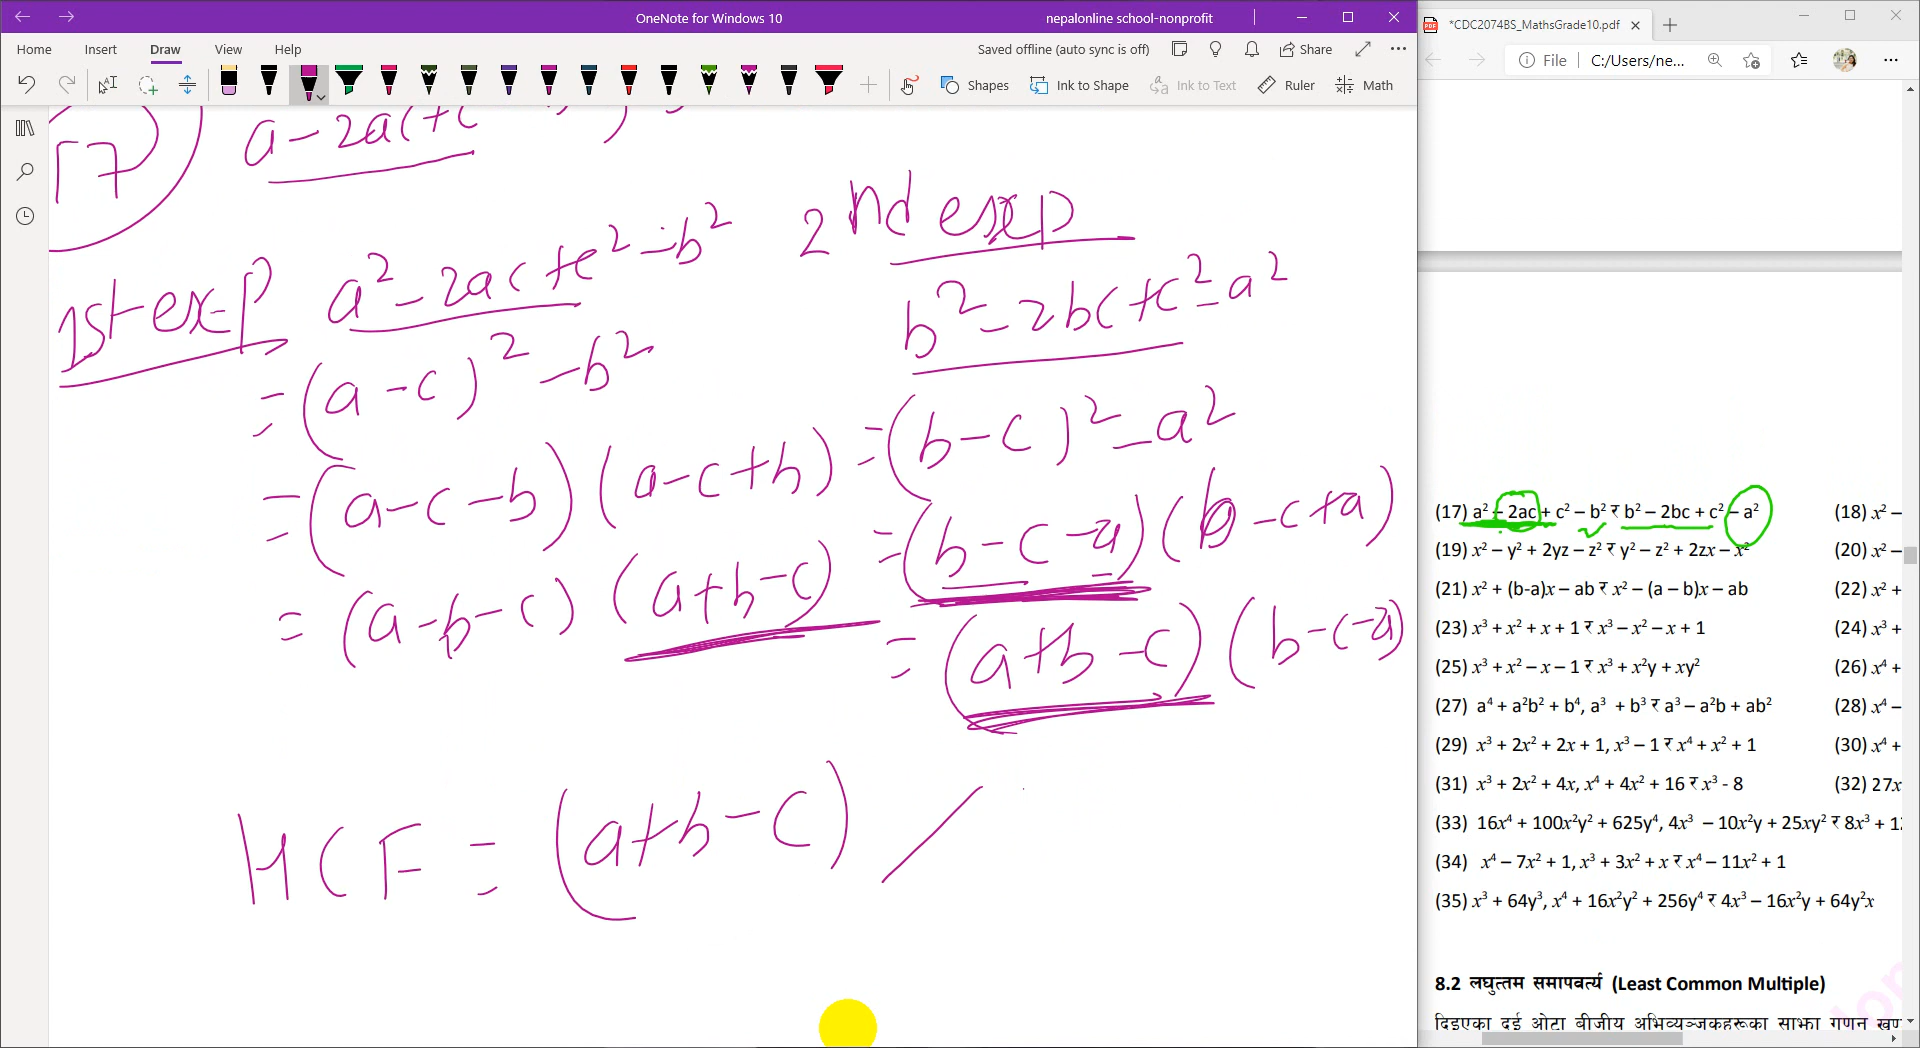 OneNote for Windows 10
nepalonline school-nonprofit
Home Insert Draw View Help
Saved offline (auto sync is off)
Share
Shapes Ink to Shape Ink to Text Ruler Math
17
a - 2ac + c
1st exp a² - 2ac + c² - b²
= (a - c)² - b²
= (a - c - b) (a - c + b)
= (a - b - c) (a + b - c)
2nd exp
b² - 2bc + c² - a²
= (b - c)² - a²
= (b - c - a) (b - c + a)
= (a + b - c) (b - c - a)
HCF = (a + b - c)
*CDC2074BS_MathsGrade10.pdf
File C:/Users/ne...
(17) a² – 2ac + c² – b² र b² – 2bc + c² – a² (18) x² –
(19) x² – y² + 2yz – z² र y² – z² + 2zx – x² (20) x² –
(21) x² + (b-a)x – ab र x² – (a – b)x – ab (22) x² +
(23) x³ + x² + x + 1 र x³ – x² – x + 1 (24) x³ +
(25) x³ + x² – x – 1 र x³ + x²y + xy² (26) x⁴ +
(27) a⁴ + a²b² + b⁴, a³ + b³ र a³ – a²b + ab² (28) x⁴ –
(29) x³ + 2x² + 2x + 1, x³ – 1 र x⁴ + x² + 1 (30) x⁴ +
(31) x³ + 2x² + 4x, x⁴ + 4x² + 16 र x³ - 8 (32) 27x
(33) 16x⁴ + 100x²y² + 625y⁴, 4x³ – 10x²y + 25xy² र 8x³ + 1
(34) x⁴ – 7x² + 1, x³ + 3x² + x र x⁴ – 11x² + 1
(35) x³ + 64y³, x⁴ + 16x²y² + 256y⁴ र 4x³ – 16x²y + 64y²x
8.2 लघुत्तम समापवर्त्य (Least Common Multiple)
दिइएका दुई ओटा बीजीय अभिव्यञ्जकहरूका साझा गणन